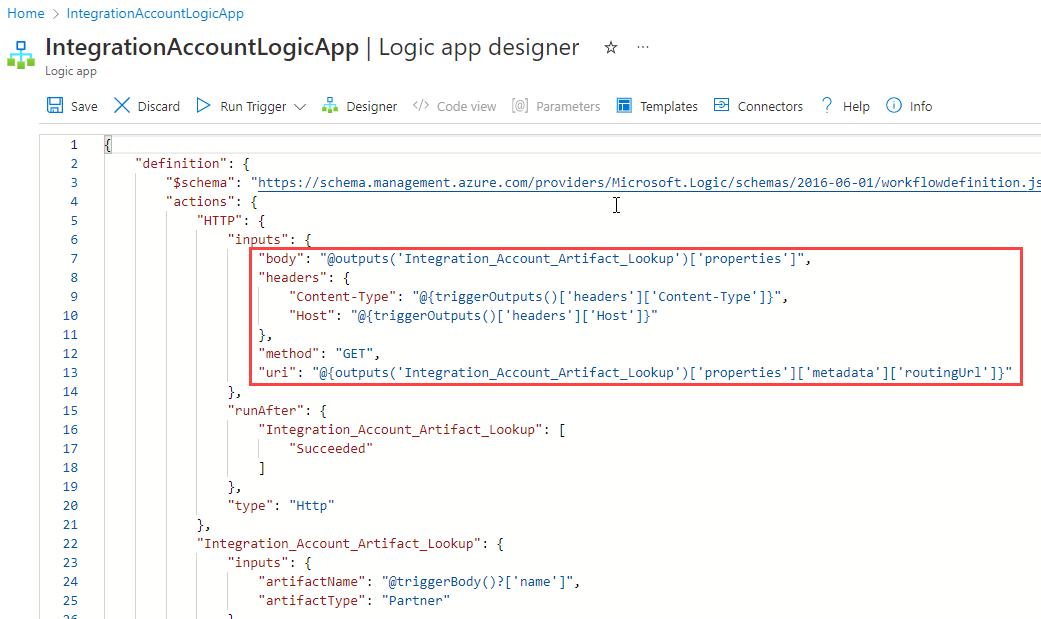 Home > IntegrationAccountLogicApp
IntegrationAccountLogicApp | Logic app designer ☆ ...
Logic app
Save Discard Run Trigger Designer </> Code view [@] Parameters Templates Connectors ? Help Info
1 {
2 "definition": {
3 "$schema": "https://schema.management.azure.com/providers/Microsoft.Logic/schemas/2016-06-01/workflowdefinition.js
4 "actions": {
5 "HTTP": {
6 "inputs": {
7 "body": "@outputs('Integration_Account_Artifact_Lookup')['properties']",
8 "headers": {
9 "Content-Type": "@{triggerOutputs()['headers']['Content-Type']}",
10 "Host": "@{triggerOutputs()['headers']['Host']}"
11 },
12 "method": "GET",
13 "uri": "@{outputs('Integration_Account_Artifact_Lookup')['properties']['metadata']['routingUrl']}"
14 },
15 "runAfter": {
16 "Integration_Account_Artifact_Lookup": [
17 "Succeeded"
18 ]
19 },
20 "type": "Http"
21 },
22 "Integration_Account_Artifact_Lookup": {
23 "inputs": {
24 "artifactName": "@triggerBody()?['name']",
25 "artifactType": "Partner"